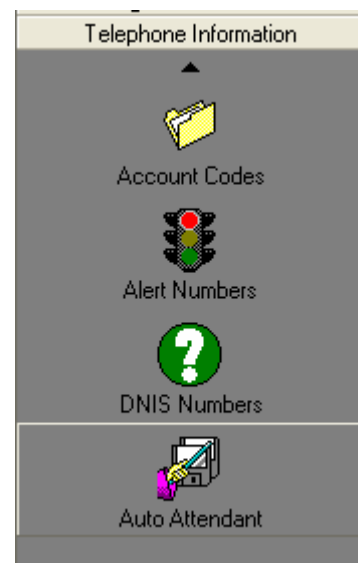 Telephone Information
Account Codes
Alert Numbers
?
DNIS Numbers
Auto Attendant